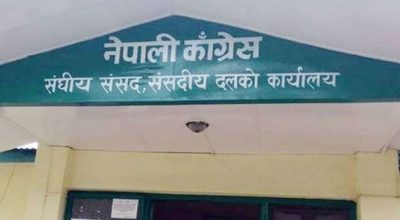 नेपाली काँग्रेस
संघीय संसद,संसदीय दलको कार्यालय